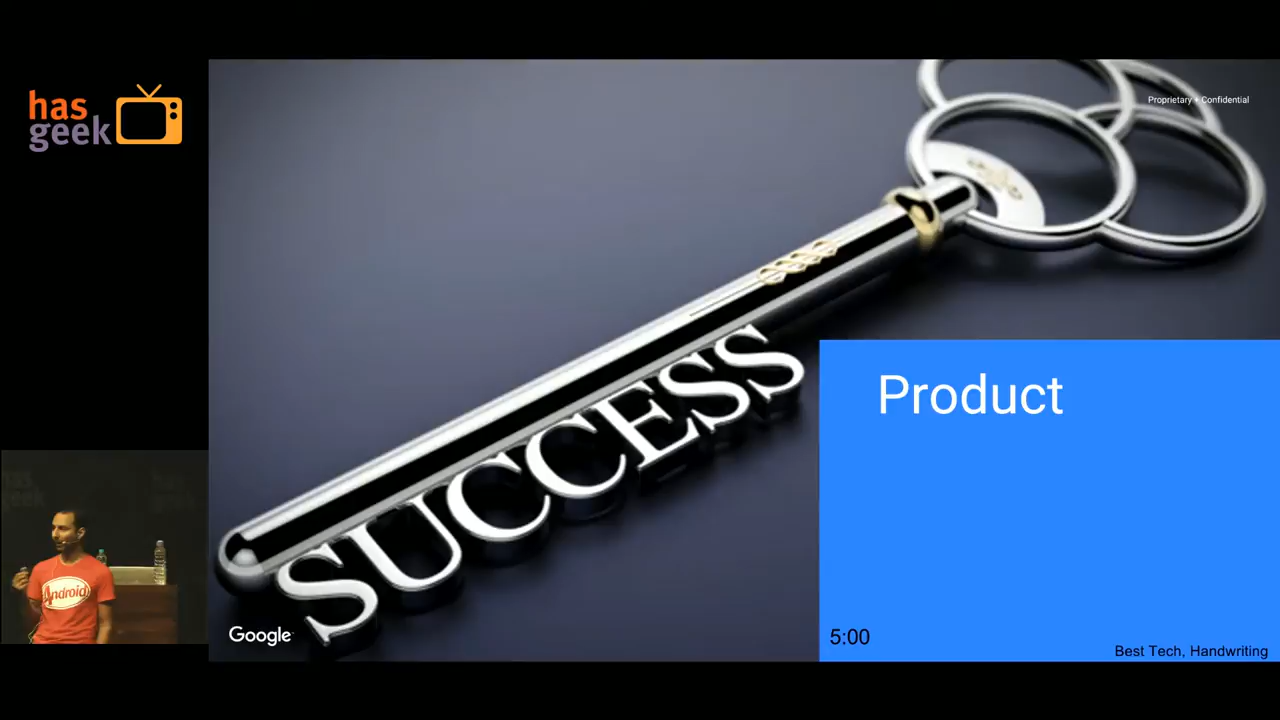 has
geek
Proprietary + Confidential
SUCCESS
Product
Android
Google
5:00
Best Tech, Handwriting